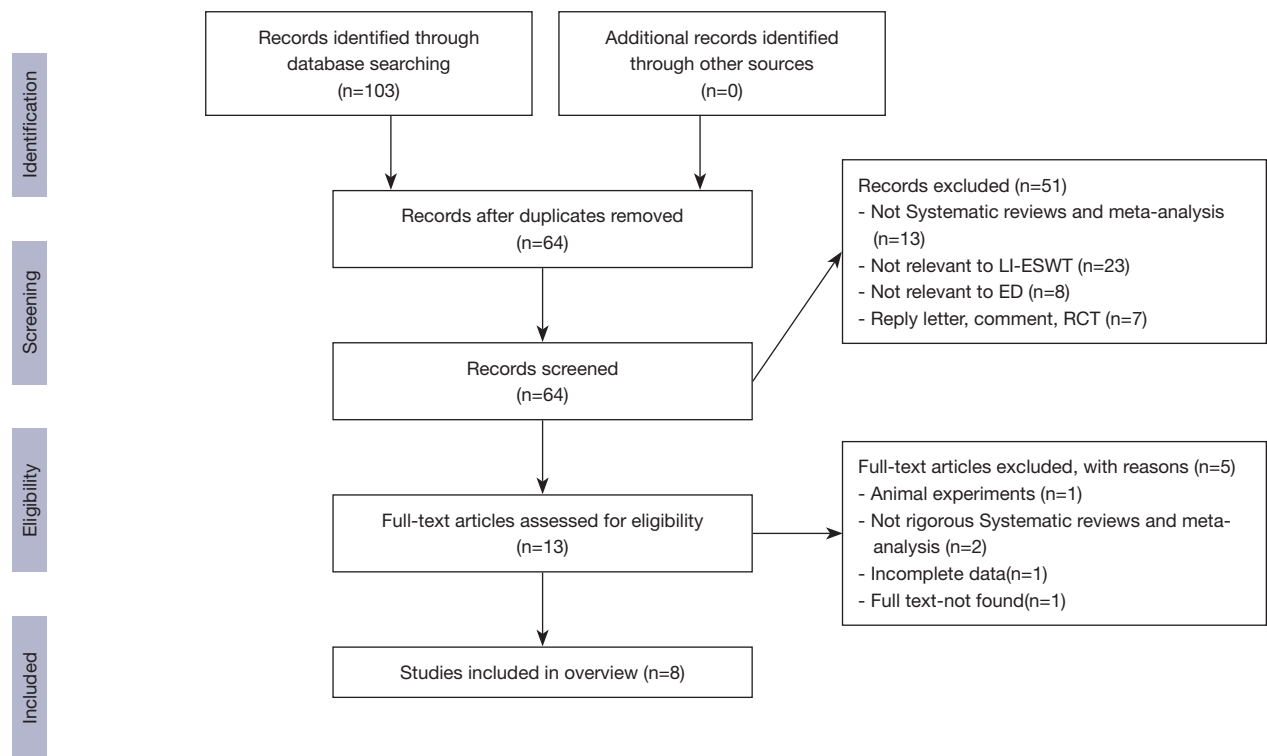 Identification
Records identified through
database searching
(n=103)
Additional records identified
through other sources
(n=0)
Records after duplicates removed
(n=64)
Records excluded (n=51)
- Not Systematic reviews and meta-analysis
(n=13)
- Not relevant to LI-ESWT (n=23)
- Not relevant to ED (n=8)
- Reply letter, comment, RCT (n=7)
Screening
Records screened
(n=64)
Eligibility
Full-text articles assessed for eligibility
(n=13)
Full-text articles excluded, with reasons (n=5)
- Animal experiments (n=1)
- Not rigorous Systematic reviews and meta-
analysis (n=2)
- Incomplete data(n=1)
- Full text-not found(n=1)
Included
Studies included in overview (n=8)